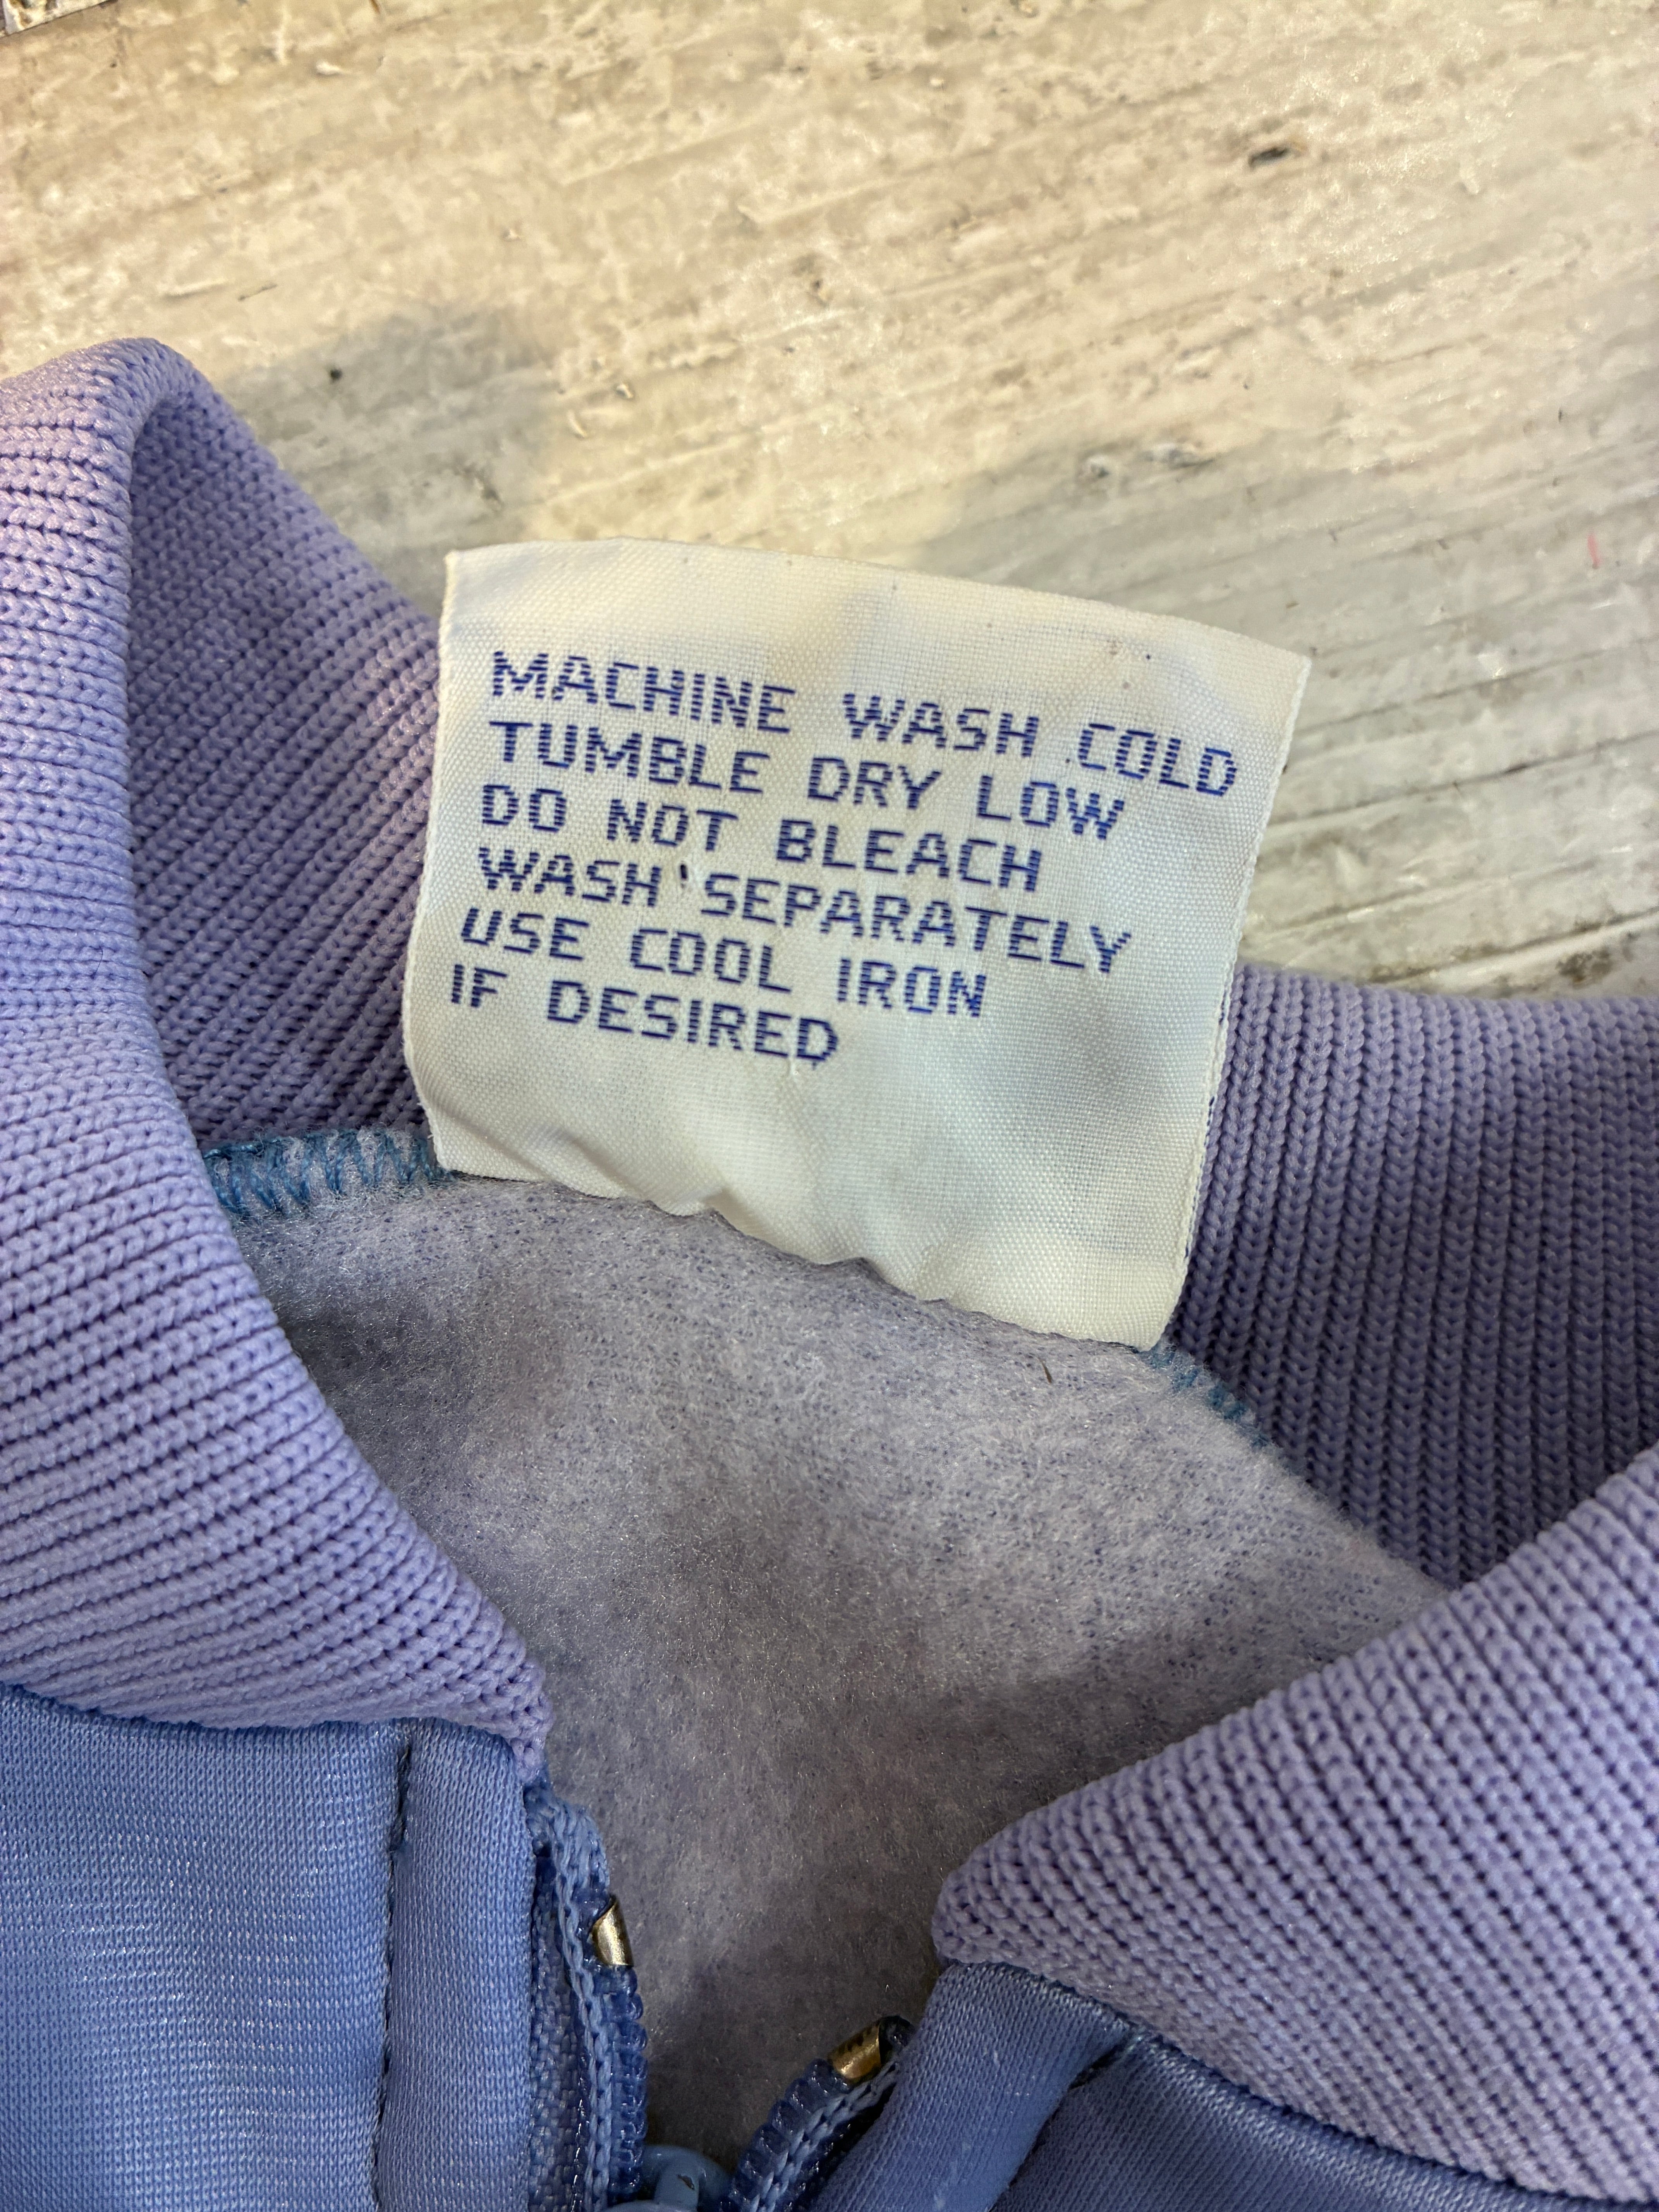 MACHINE WASH COLD
TUMBLE DRY LOW
DO NOT BLEACH
WASH SEPARATELY
USE COOL IRON
IF DESIRED